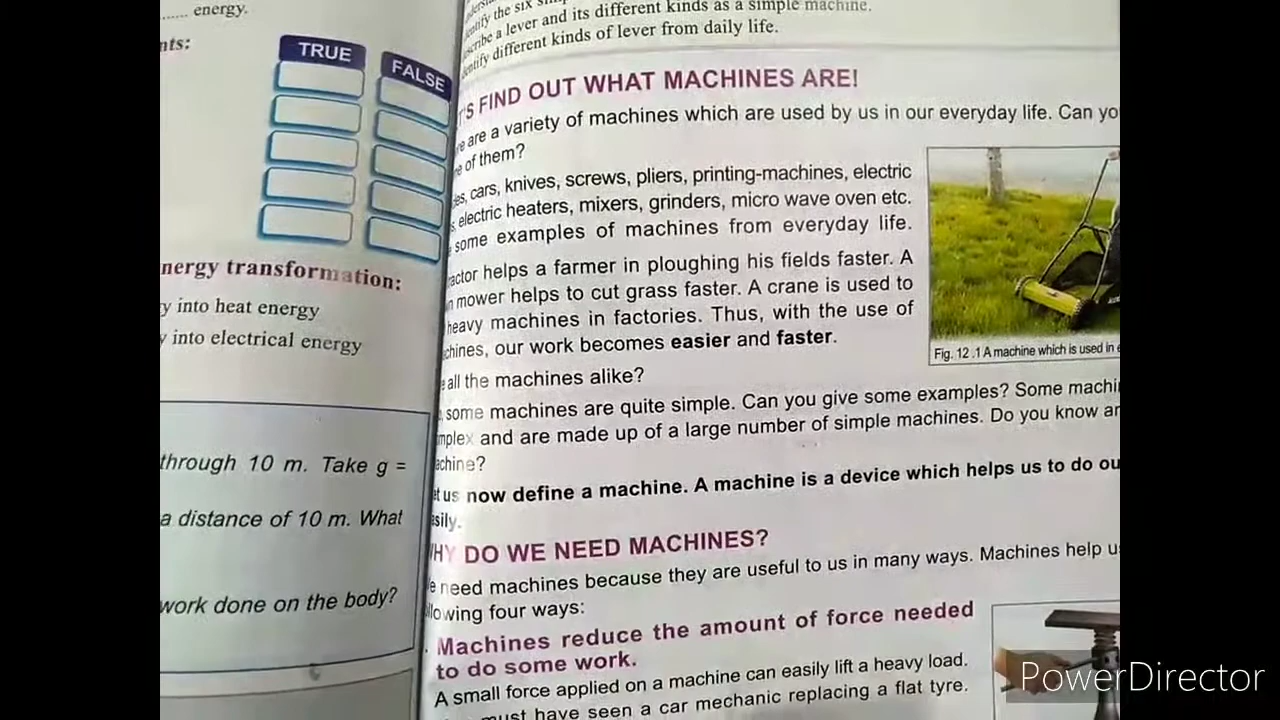 ...... energy.
nts:
TRUE
FALSE
nergy transformation:
y into heat energy
y into electrical energy
through 10 m. Take g =
a distance of 10 m. What
work done on the body?
entify the six
scribe a lever and its different kinds as a simple machine.
entify different kinds of lever from daily life.
T'S FIND OUT WHAT MACHINES ARE!
re are a variety of machines which are used by us in our everyday life. Can yo
e of them?
les, cars, knives, screws, pliers, printing-machines, electric
s, electric heaters, mixers, grinders, micro wave oven etc.
some examples of machines from everyday life.
actor helps a farmer in ploughing his fields faster. A
n mower helps to cut grass faster. A crane is used to
heavy machines in factories. Thus, with the use of
chines, our work becomes easier and faster.
e all the machines alike?
some machines are quite simple. Can you give some examples? Some machi
mplex and are made up of a large number of simple machines. Do you know an
achine?
et us now define a machine. A machine is a device which helps us to do ou
asily.
HY DO WE NEED MACHINES?
e need machines because they are useful to us in many ways. Machines help u
llowing four ways:
. Machines reduce the amount of force needed
to do some work.
A small force applied on a machine can easily lift a heavy load.
must have seen a car mechanic replacing a flat tyre.
Fig. 12 .1 A machine which is used in e
PowerDirector